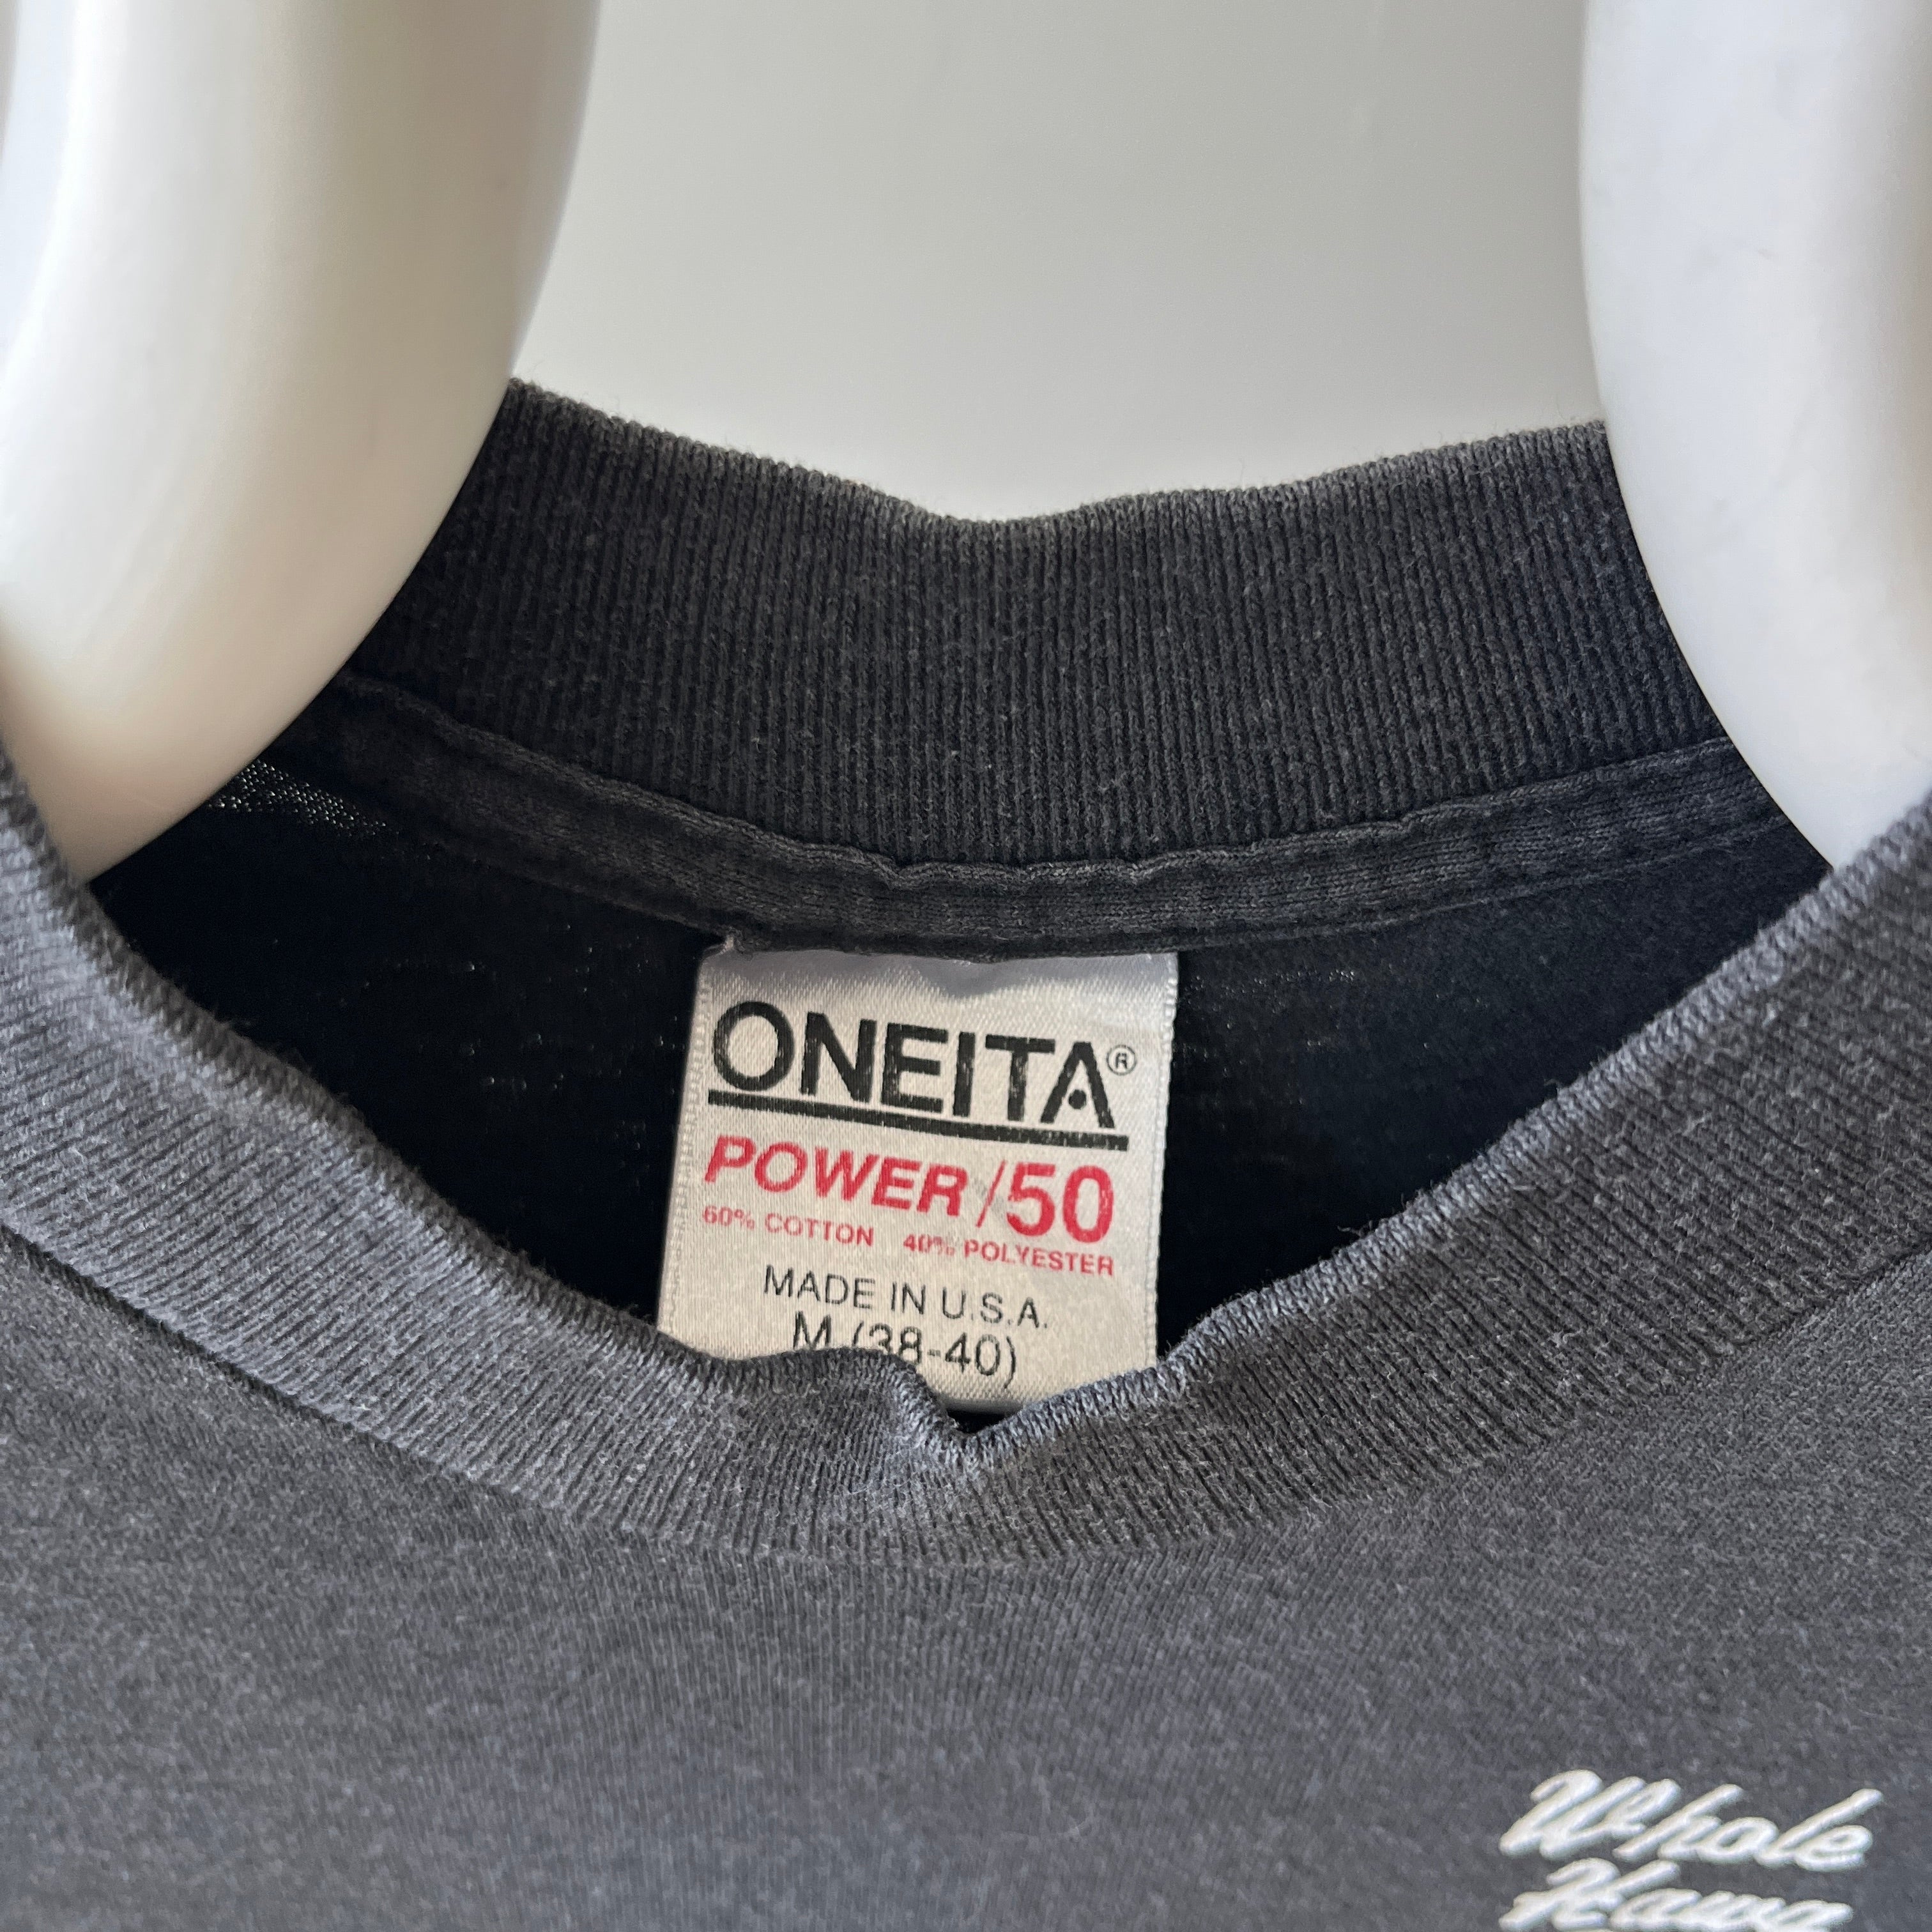 ONEITA®
POWER/50
60% COTTON 40% POLYESTER
MADE IN U.S.A.
M (38-40)
Whole